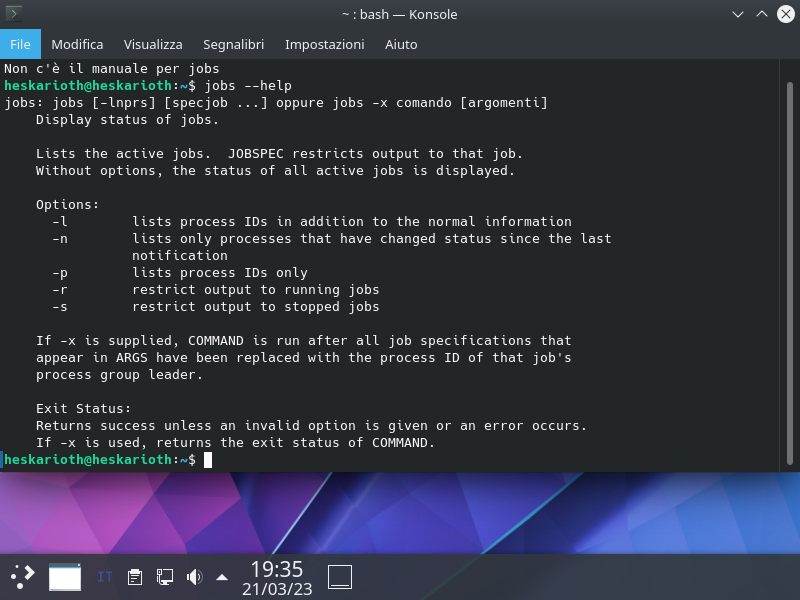 ~ : bash — Konsole
File Modifica Visualizza Segnalibri Impostazioni Aiuto
Non c'è il manuale per jobs
heskarioth@heskarioth:~$ jobs --help
jobs: jobs [-lnprs] [specjob ...] oppure jobs -x comando [argomenti]
Display status of jobs.
Lists the active jobs.  JOBSPEC restricts output to that job.
Without options, the status of all active jobs is displayed.
Options:
-l        lists process IDs in addition to the normal information
-n        lists only processes that have changed status since the last
notification
-p        lists process IDs only
-r        restrict output to running jobs
-s        restrict output to stopped jobs
If -x is supplied, COMMAND is run after all job specifications that
appear in ARGS have been replaced with the process ID of that job's
process group leader.
Exit Status:
Returns success unless an invalid option is given or an error occurs.
If -x is used, returns the exit status of COMMAND.
heskarioth@heskarioth:~$
IT
19:35
21/03/23